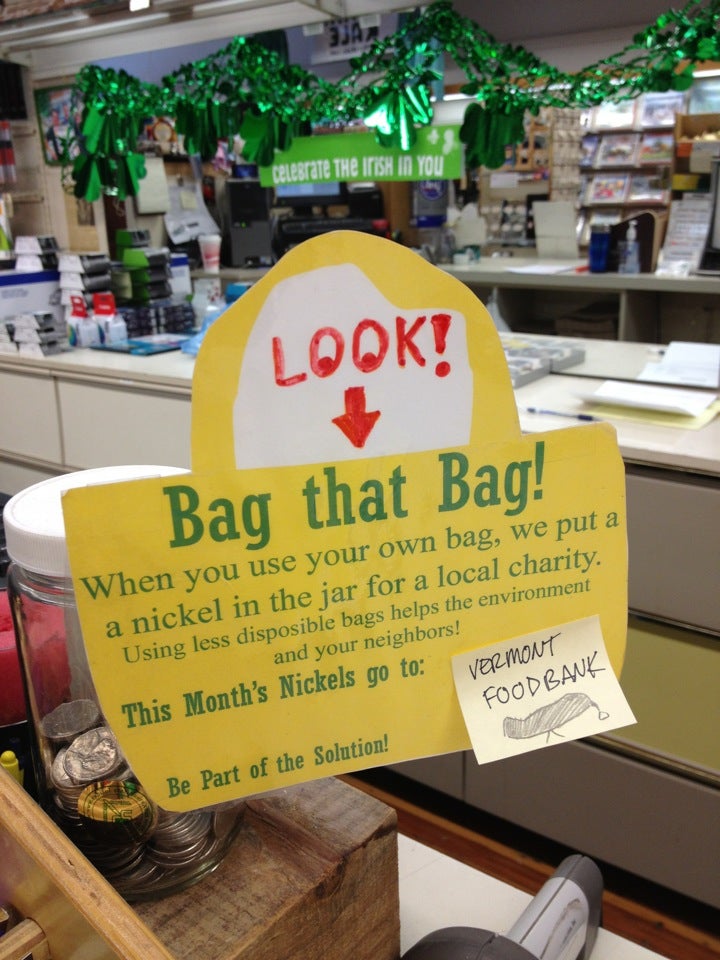 CELEBRATE THE IRISH IN YOU
LOOK!
Bag that Bag!
When you use your own bag, we put a
a nickel in the jar for a local charity.
Using less disposible bags helps the environment
and your neighbors!
This Month's Nickels go to:
VERMONT
FOODBANK
Be Part of the Solution!